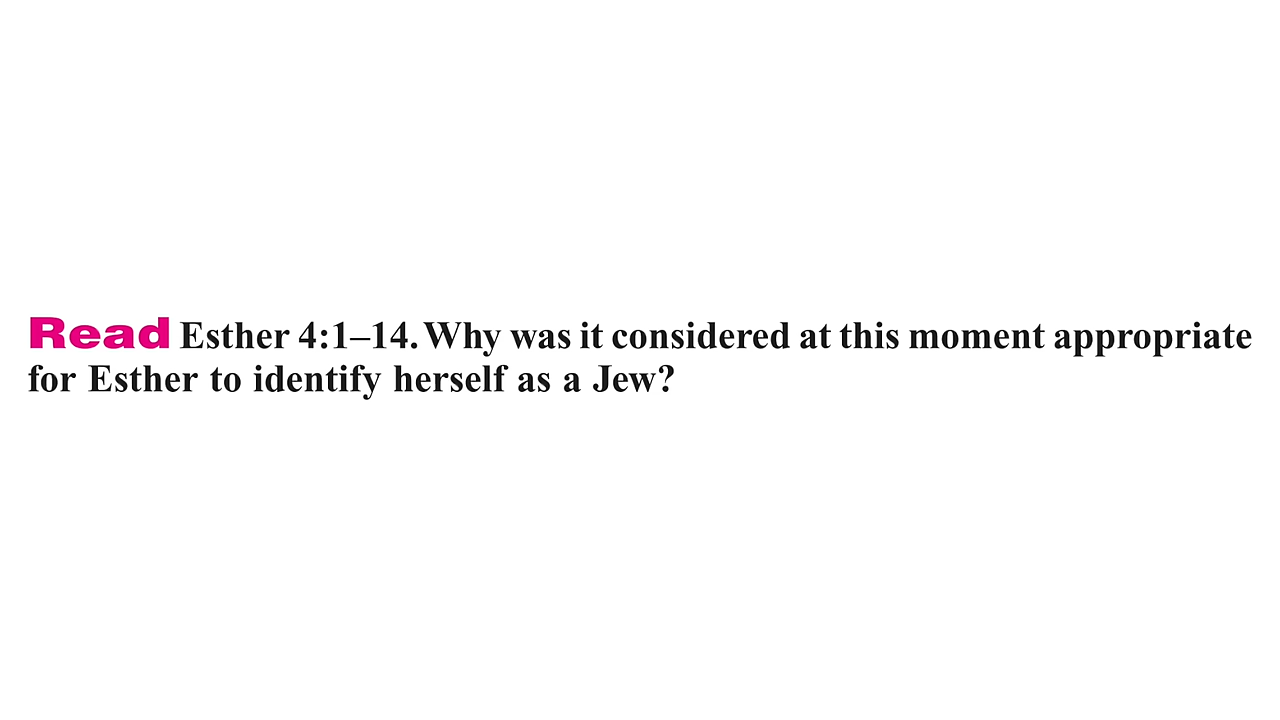 Read Esther 4:1–14. Why was it considered at this moment appropriate
for Esther to identify herself as a Jew?